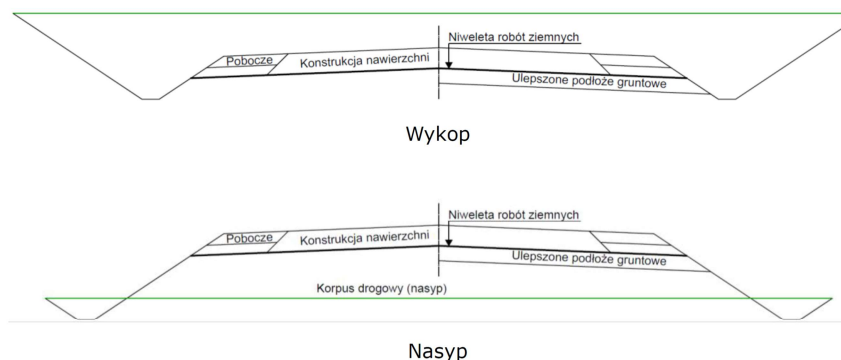 Niweleta robót ziemnych
Pobocze
Konstrukcja nawierzchni
Ulepszone podłoże gruntowe
Wykop
Niweleta robót ziemnych
Pobocze
Konstrukcja nawierzchni
Ulepszone podłoże gruntowe
Korpus drogowy (nasyp)
Nasyp